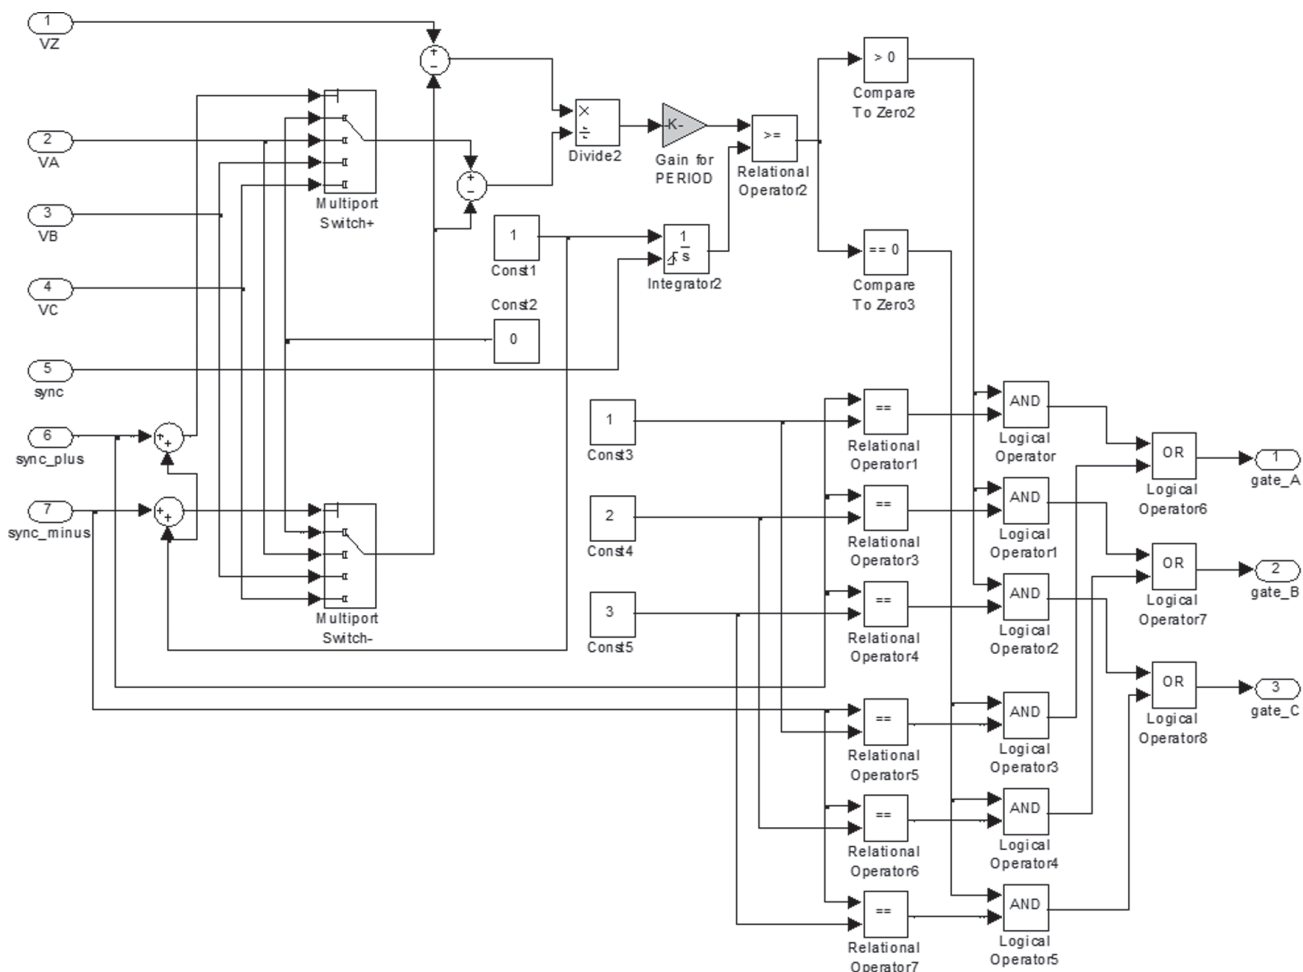 1
VZ
+
−
> 0
Compare
To Zero2
2
VA
×
÷
Divide2
-K-
Gain for
PERIOD
>=
Relational
Operator2
+
−
Multiport
Switch+
3
VB
1
Const1
1
s
Integrator2
== 0
Compare
To Zero3
4
VC
Const2
0
5
sync
6
sync_plus
+
+
1
Const3
==
Relational
Operator1
AND
Logical
Operator
OR
Logical
Operator6
1
gate_A
7
sync_minus
+
+
2
Const4
==
Relational
Operator3
AND
Logical
Operator1
OR
Logical
Operator7
2
gate_B
Multiport
Switch-
3
Const5
==
Relational
Operator4
AND
Logical
Operator2
OR
Logical
Operator8
3
gate_C
==
Relational
Operator5
AND
Logical
Operator3
==
Relational
Operator6
AND
Logical
Operator4
==
Relational
Operator7
AND
Logical
Operator5